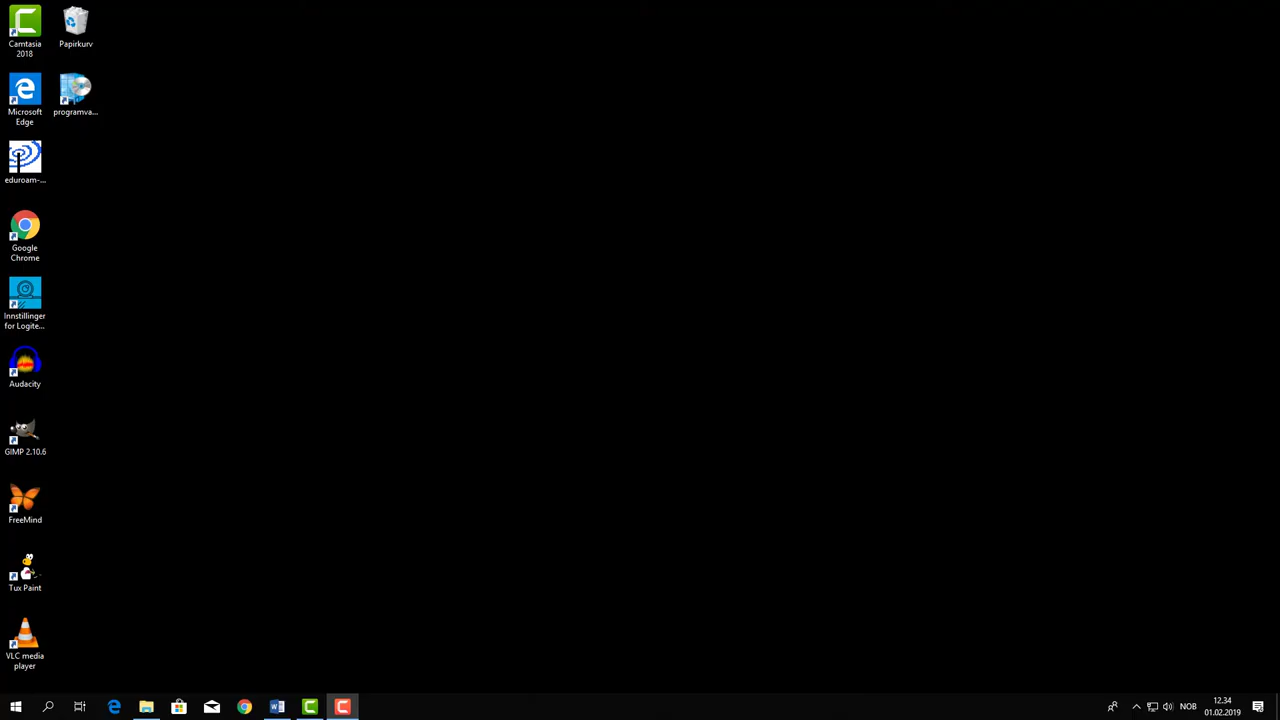 Camtasia
2018
Papirkurv
Microsoft
Edge
programva...
eduroam-...
Google
Chrome
Innstillinger
for Logite...
Audacity
GIMP 2.10.6
FreeMind
Tux Paint
VLC media
player
NOB
12.34
01.02.2019